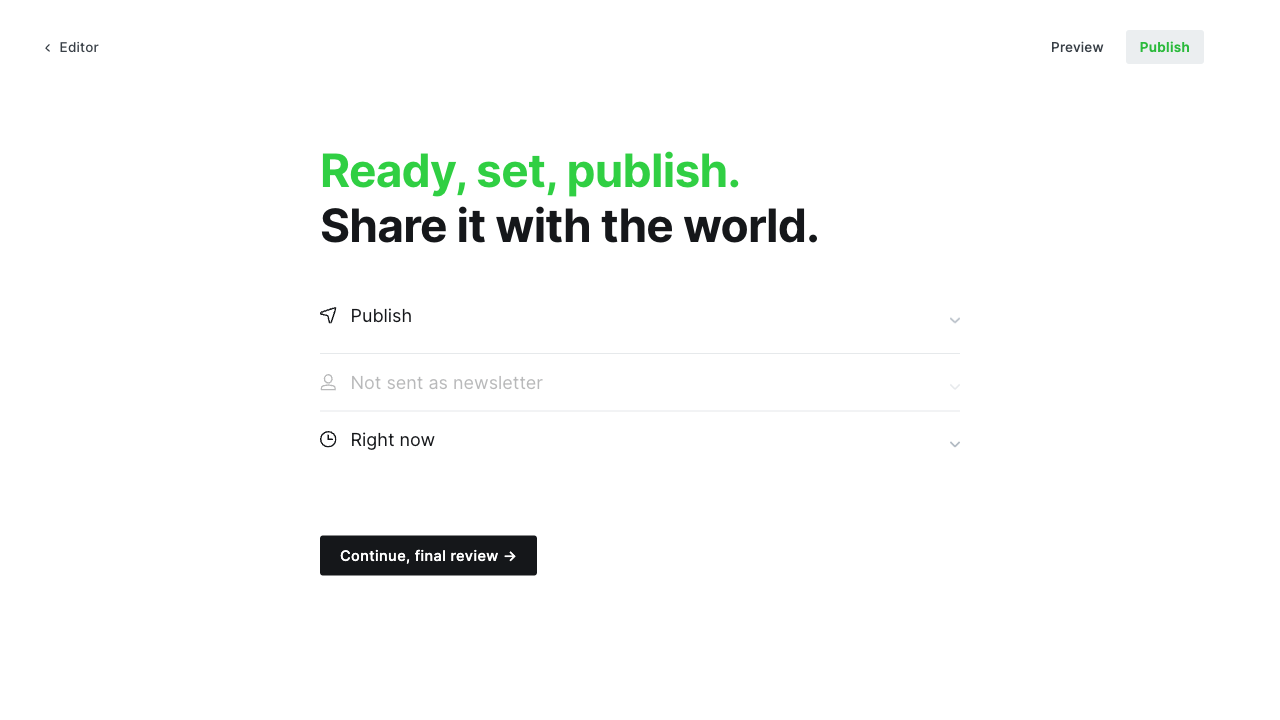 Editor
Preview
Publish
Ready, set, publish.
Share it with the world.
Publish
Not sent as newsletter
Right now
Continue, final review →